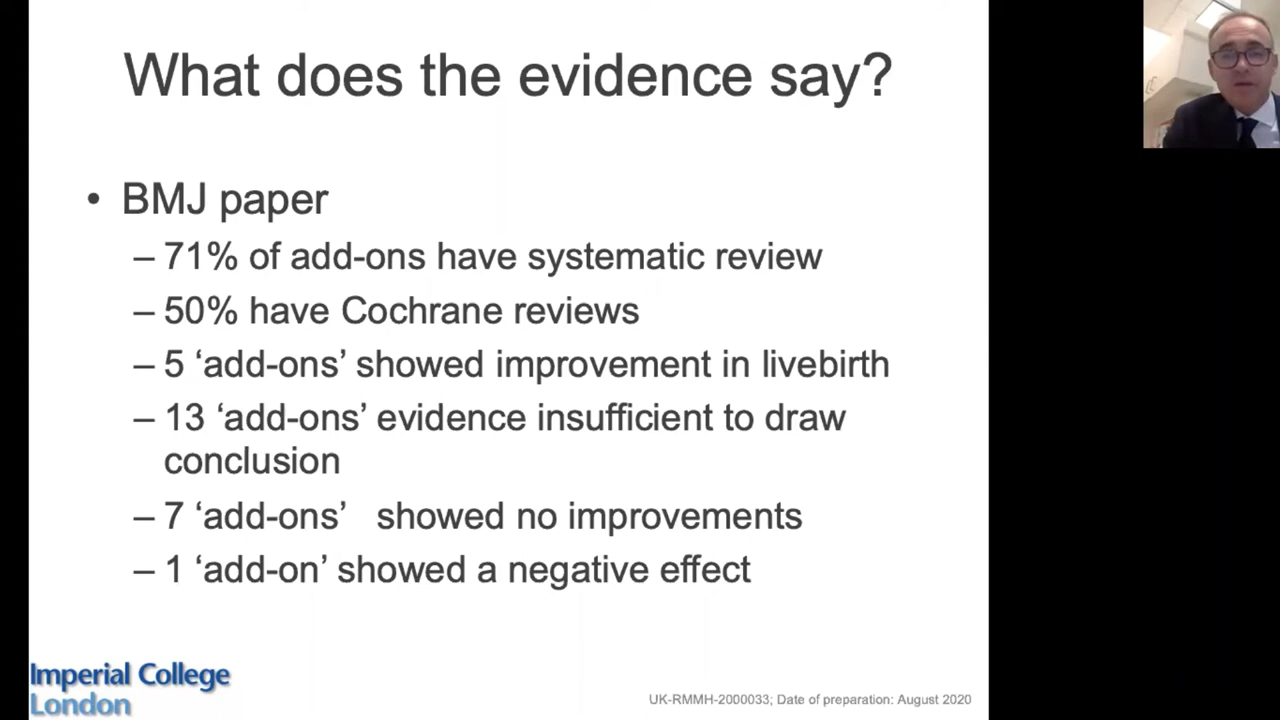 What does the evidence say?
• BMJ paper
– 71% of add-ons have systematic review
– 50% have Cochrane reviews
– 5 ‘add-ons’ showed improvement in livebirth
– 13 ‘add-ons’ evidence insufficient to draw
conclusion
– 7 ‘add-ons’   showed no improvements
– 1 ‘add-on’ showed a negative effect
Imperial College
London
UK-RMMH-2000033; Date of preparation: August 2020